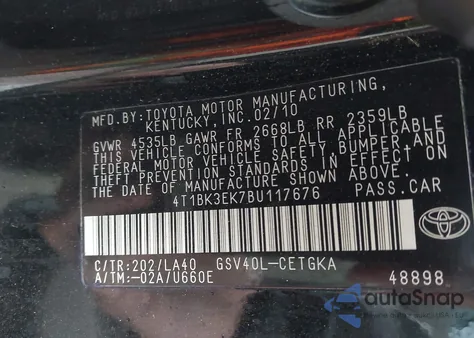 MFD.BY: TOYOTA MOTOR MANUFACTURING,
KENTUCKY, INC. 02/10
GVWR 4535LB GAWR FR 2668LB RR 2359LB
THIS VEHICLE CONFORMS TO ALL APPLICABLE
FEDERAL MOTOR VEHICLE SAFETY, BUMPER, AND
THEFT PREVENTION STANDARDS IN EFFECT ON
THE DATE OF MANUFACTURE SHOWN ABOVE.
4T1BK3EK7BU117676 PASS.CAR
TOYOTA
C/TR:202/LA40 GSV40L-CETGKA
A/TM:-02A/U660E 48898
autoSnap